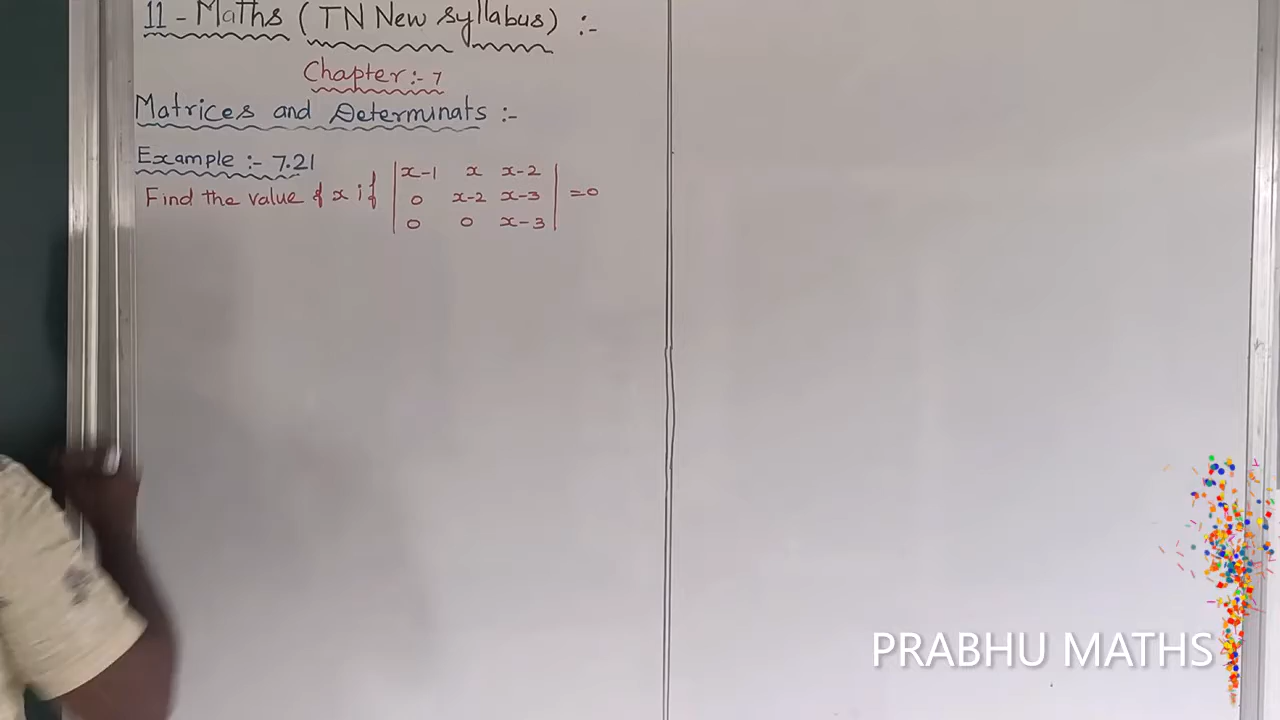 11 - Maths ( TN New syllabus) :-
Chapter:- 7
Matrices and Determinats :-
Example :- 7.21
Find the value of x if | x-1 x x-2 | = 0
| 0 x-2 x-3 |
| 0 0 x-3 |
PRABHU MATHS